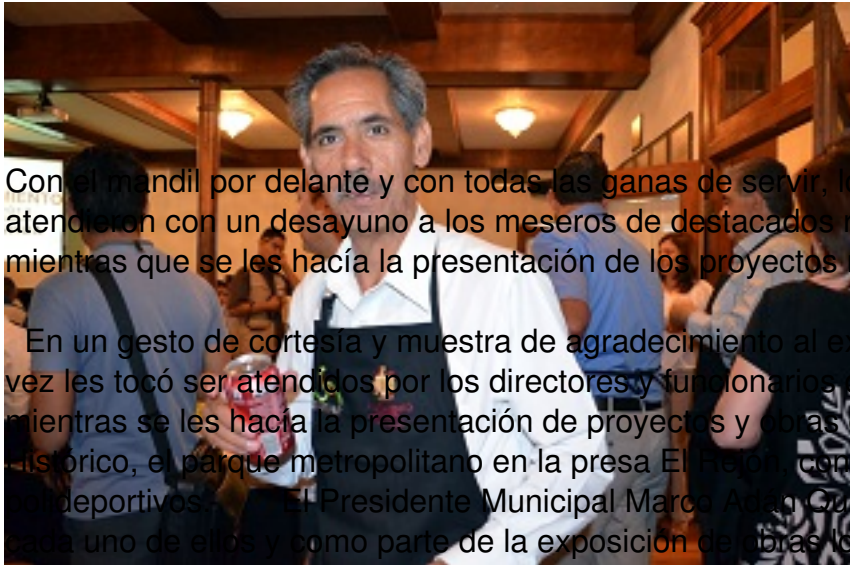 Con el mandil por delante y con todas las ganas de servir,
atendieron con un desayuno a los meseros de destacados
mientras que se les hacía la presentación de los proyectos
En un gesto de cortesía y muestra de agradecimiento al
vez les tocó ser atendidos por los directores y funcionarios
mientras se les hacía la presentación de proyectos y obras
Histórico, el parque metropolitano en la presa El Rejón,
polideportivos. El Presidente Municipal Marco Adán
cada uno de ellos y como parte de la exposición de obras